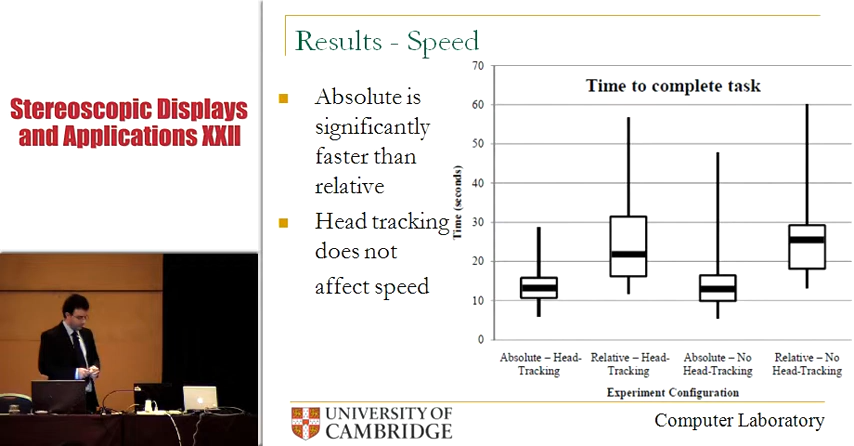 Stereoscopic Displays
and Applications XXII
Results - Speed
Absolute is
significantly
faster than
relative
Head tracking
does not
affect speed
Time to complete task
Time (seconds)
70
60
50
40
30
20
10
0
Absolute – Head-
Tracking
Relative – Head-
Tracking
Absolute – No
Head-Tracking
Relative – No
Head-Tracking
Experiment Configuration
UNIVERSITY OF
CAMBRIDGE
Computer Laboratory